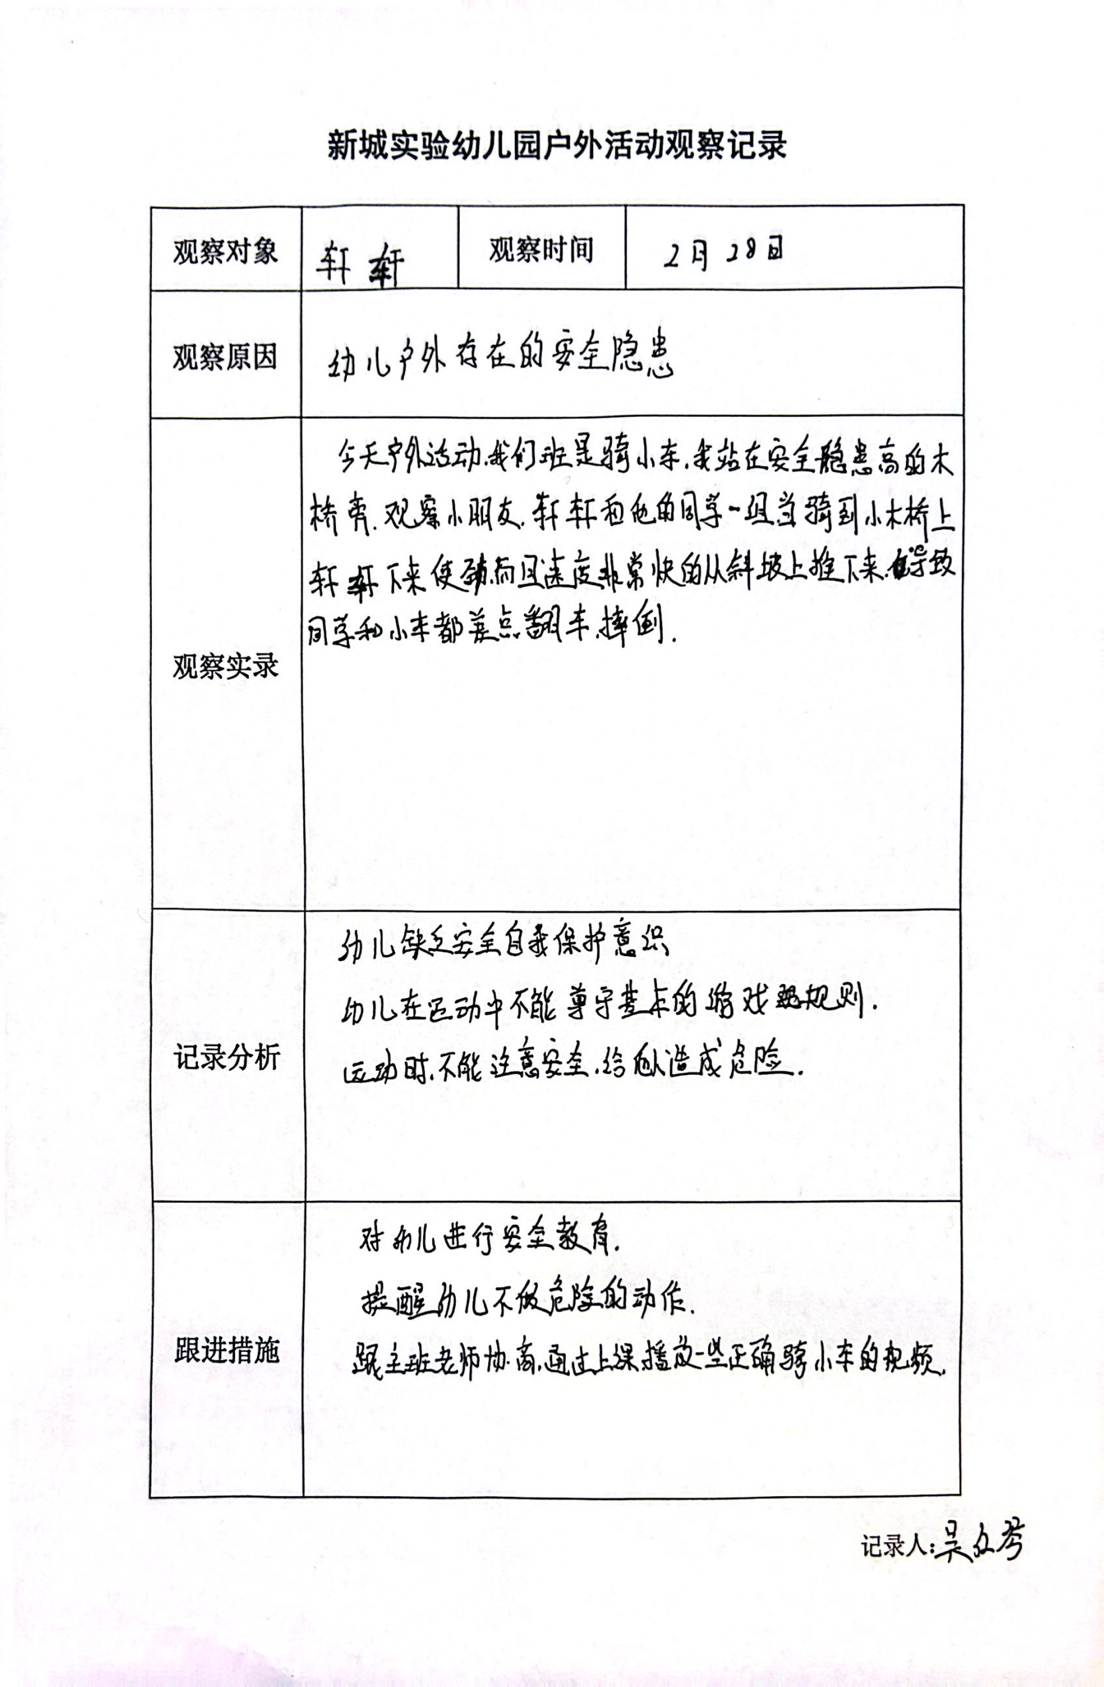 新城实验幼儿园户外活动观察记录
观察对象 轩轩 观察时间 2月28日
观察原因 幼儿户外存在的安全隐患
观察实录
今天户外活动.我们班是骑小车.我站在安全隐患高的木
桥旁.观察小朋友.轩轩和他的同学一组当骑到小木桥上
轩轩下来使劲.而且速度非常快的从斜坡上推下来.导致
同学和小车都差点翻车.摔倒.
记录分析
幼儿缺乏安全自我保护意识
幼儿在运动中不能尊守基本的游戏规则.
运动时.不能注意安全.给他人造成危险.
跟进措施
对幼儿进行安全教育.
提醒幼儿不做危险的动作.
跟主班老师协商.通过上课播放一些正确骑小车的视频.
记录人:吴